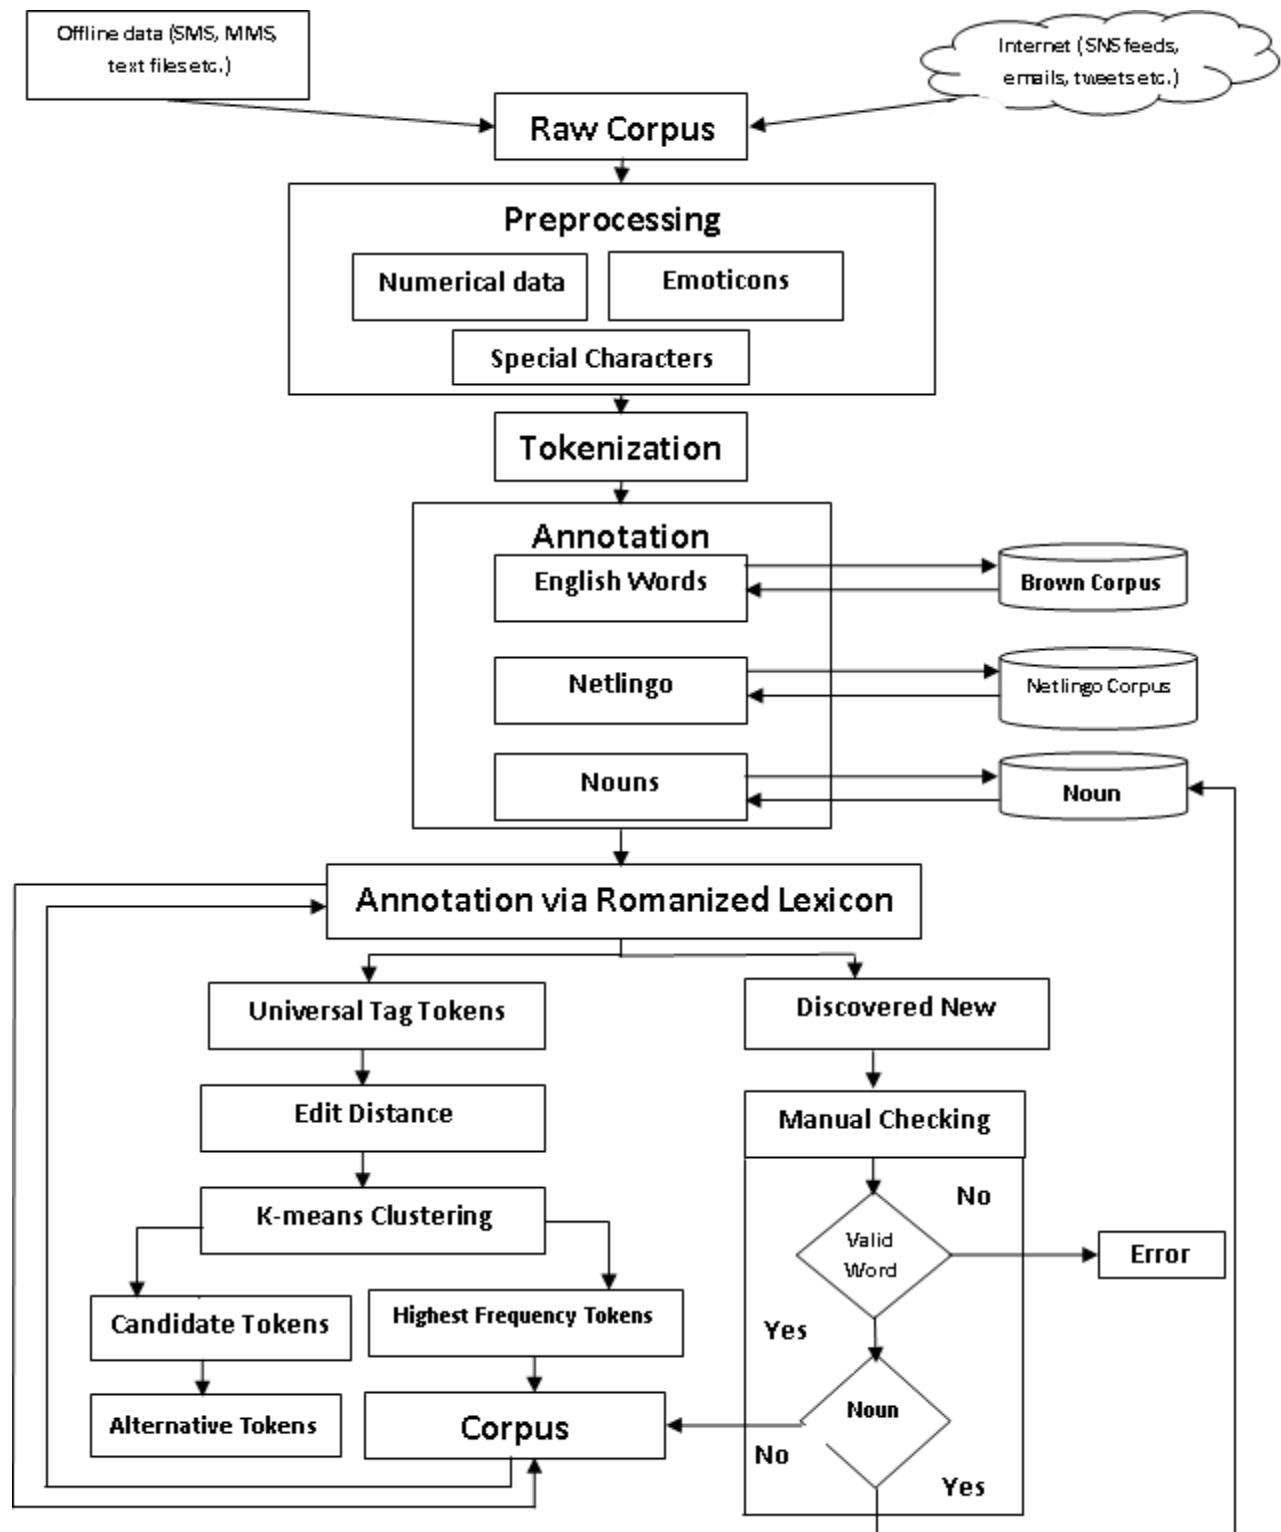 Offline data (SMS, MMS,
text files etc.)
Internet (SNS feeds,
emails, tweets etc.)
Raw Corpus
Preprocessing
Numerical data
Emoticons
Special Characters
Tokenization
Annotation
English Words
Brown Corpus
Netlingo
Netlingo Corpus
Nouns
Noun
Annotation via Romanized Lexicon
Universal Tag Tokens
Discovered New
Edit Distance
Manual Checking
K-means Clustering
No
Valid
Word
Error
Candidate Tokens
Highest Frequency Tokens
Yes
Alternative Tokens
Corpus
Noun
No
Yes